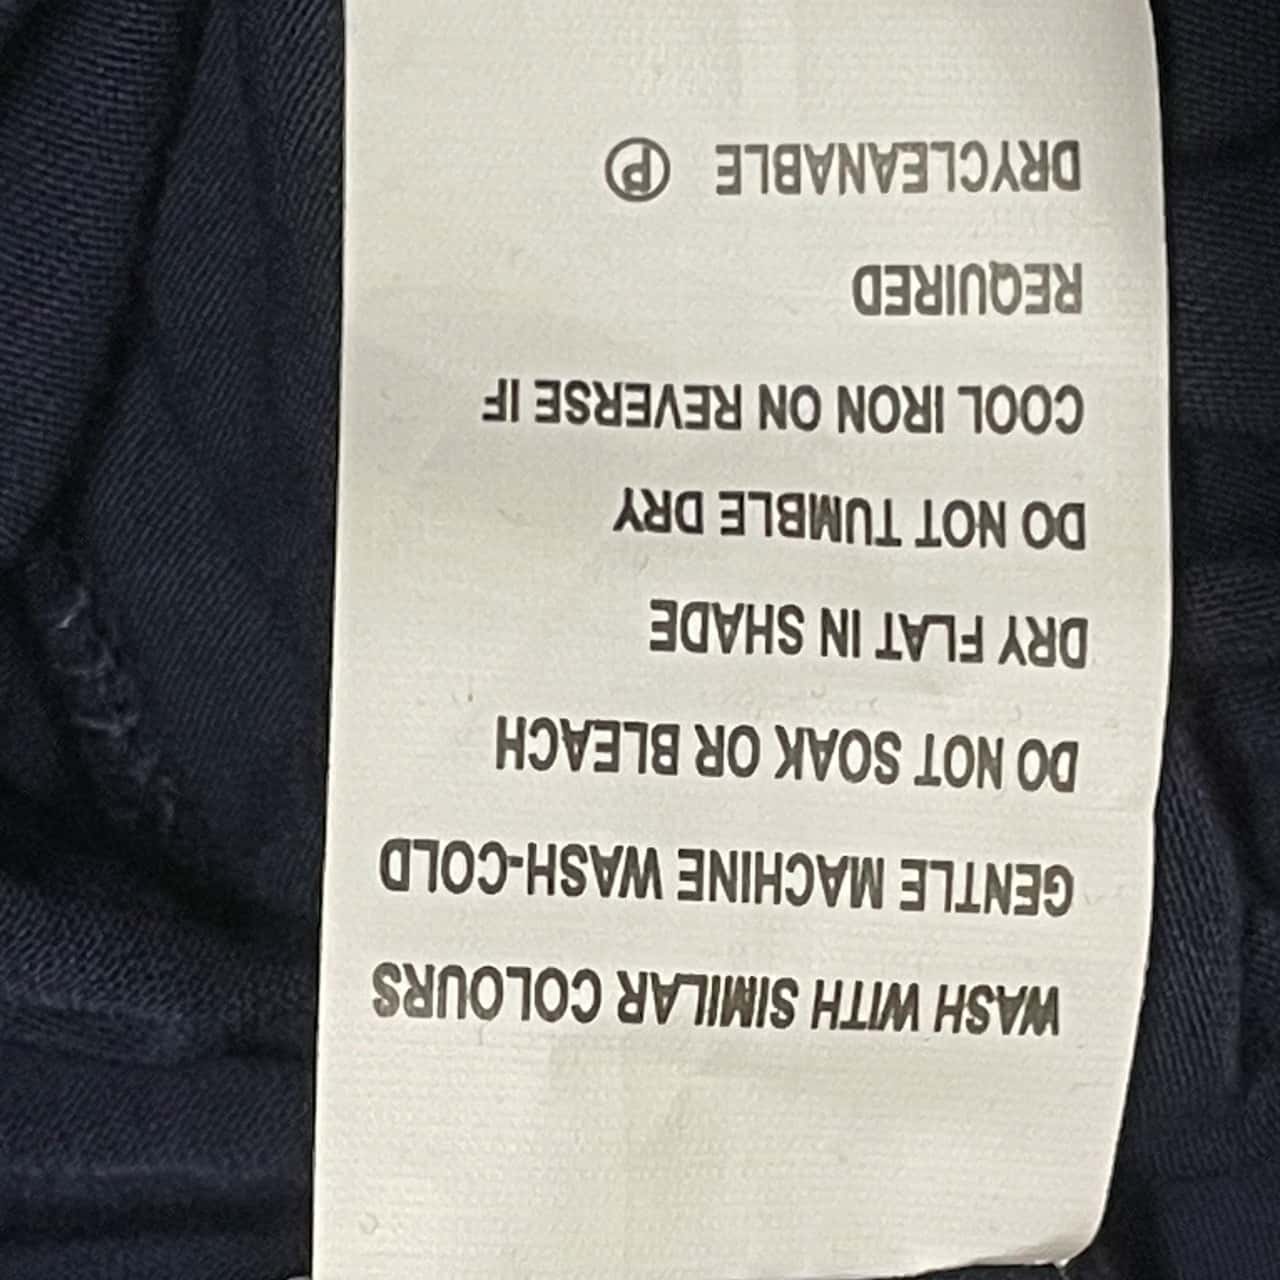 WASH WITH SIMILAR COLOURS
GENTLE MACHINE WASH-COLD
DO NOT SOAK OR BLEACH
DRY FLAT IN SHADE
DO NOT TUMBLE DRY
COOL IRON ON REVERSE IF
REQUIRED
DRYCLEANABLE Ⓟ